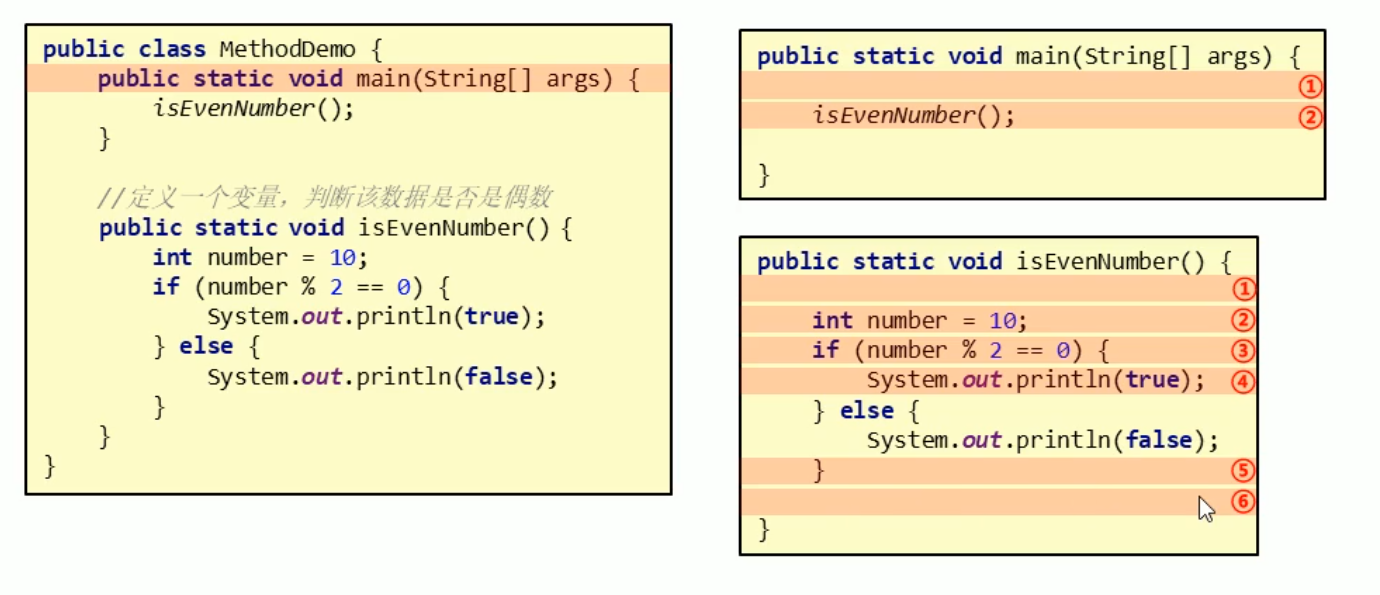 public class MethodDemo {
    public static void main(String[] args) {
        isEvenNumber();
    }

    //定义一个变量，判断该数据是否是偶数
    public static void isEvenNumber() {
        int number = 10;
        if (number % 2 == 0) {
            System.out.println(true);
        } else {
            System.out.println(false);
        }
    }
}

public static void main(String[] args) {
①
    isEvenNumber(); ②

}

public static void isEvenNumber() {
①
    int number = 10; ②
    if (number % 2 == 0) { ③
        System.out.println(true); ④
    } else {
        System.out.println(false);
    } ⑤
⑥
}